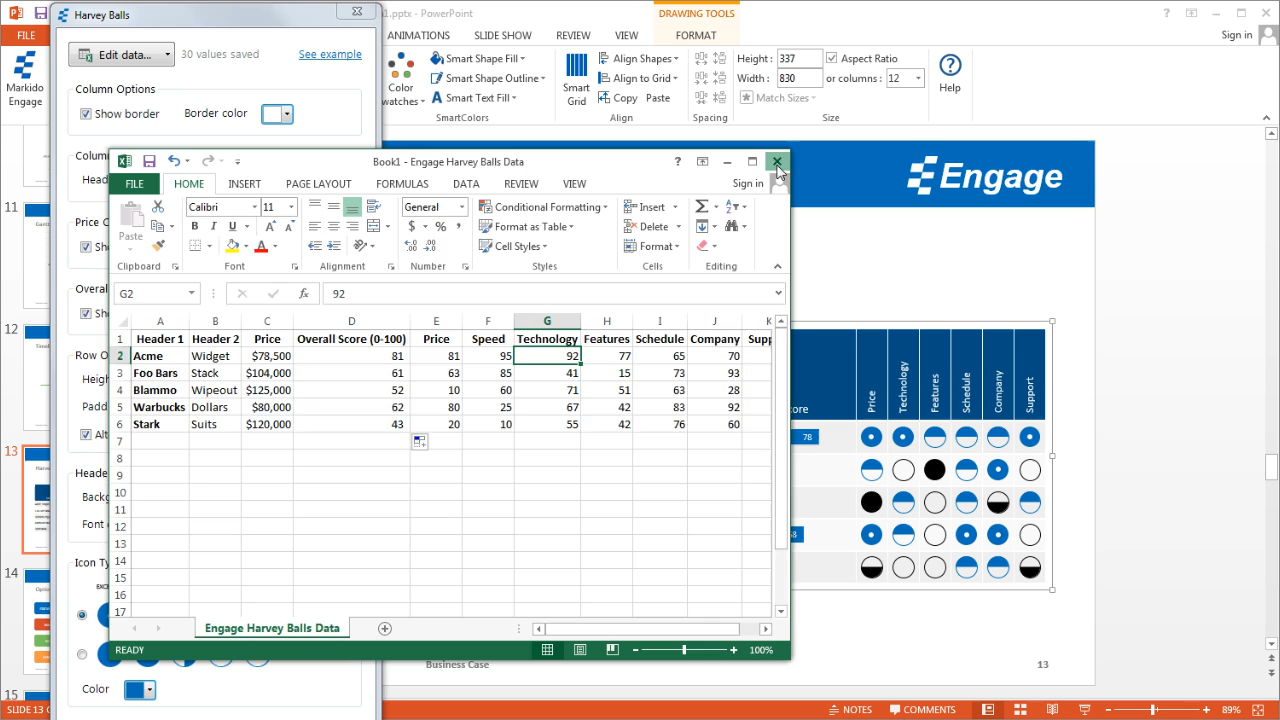 Harvey Balls
1.pptx - PowerPoint
DRAWING TOOLS
FILE
ANIMATIONS
SLIDE SHOW
REVIEW
VIEW
FORMAT
Sign in
Markido
Engage
Edit data...
30 values saved
See example
Column Options
Show border
Border color
Color
watches
Smart Shape Fill
Smart Shape Outline
Smart Text Fill
SmartColors
Smart
Grid
Align Shapes
Align to Grid
Copy
Paste
Align
Match Sizes
Spacing
Height: 337
Width: 830
Aspect Ratio
or columns: 12
Size
Help
Book1 - Engage Harvey Balls Data
FILE
HOME
INSERT
PAGE LAYOUT
FORMULAS
DATA
REVIEW
VIEW
Sign in
Paste
Clipboard
Calibri
11
B I U
Font
Alignment
General
$ % ,
Number
Conditional Formatting
Format as Table
Cell Styles
Styles
Insert
Delete
Format
Cells
Editing
G2
fx
92
A B C D E F G H I J K
1 Header 1 Header 2 Price Overall Score (0-100) Price Speed Technology Features Schedule Company Supp
2 Acme Widget $78,500 81 81 95 92 77 65 70
3 Foo Bars Stack $104,000 61 63 85 41 15 73 93
4 Blammo Wipeout $125,000 52 10 60 71 51 63 28
5 Warbucks Dollars $80,000 62 80 25 67 42 83 92
6 Stark Suits $120,000 43 20 10 55 42 76 60
7
8
9
10
11
12
13
14
15
16
17
Engage Harvey Balls Data
READY
100%
Engage
core
Price
Technology
Features
Schedule
Company
Support
78
Business Case
13
Color
11
12
13
14
15
SLIDE 13 O
NOTES
COMMENTS
89%